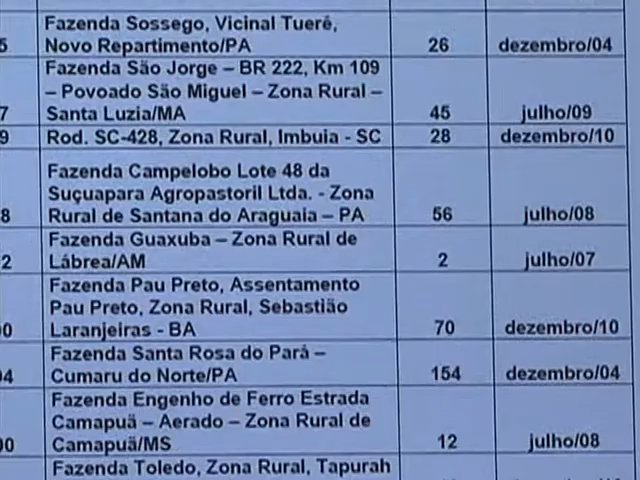 Fazenda Sossego, Vicinal Tuerê,
5 Novo Repartimento/PA 26 dezembro/04
Fazenda São Jorge – BR 222, Km 109
– Povoado São Miguel – Zona Rural –
7 Santa Luzia/MA 45 julho/09
9 Rod. SC-428, Zona Rural, Imbuia - SC 28 dezembro/10
Fazenda Campelobo Lote 48 da
Suçuapara Agropastoril Ltda. - Zona
8 Rural de Santana do Araguaia – PA 56 julho/08
Fazenda Guaxuba – Zona Rural de
2 Lábrea/AM 2 julho/07
Fazenda Pau Preto, Assentamento
Pau Preto, Zona Rural, Sebastião
00 Laranjeiras - BA 70 dezembro/10
Fazenda Santa Rosa do Pará –
04 Cumaru do Norte/PA 154 dezembro/04
Fazenda Engenho de Ferro Estrada
Camapuã – Aerado – Zona Rural de
00 Camapuã/MS 12 julho/08
Fazenda Toledo, Zona Rural, Tapurah